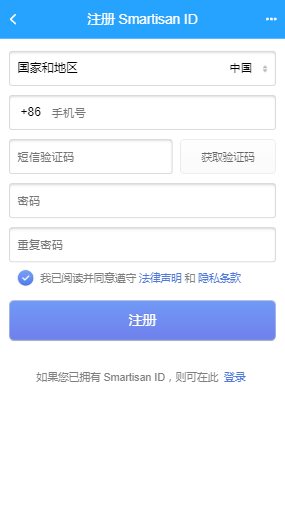 注册 Smartisan ID
国家和地区 中国
+86 手机号
短信验证码 获取验证码
密码
重复密码
我已阅读并同意遵守 法律声明 和 隐私条款
注册
如果您已拥有 Smartisan ID，则可在此 登录